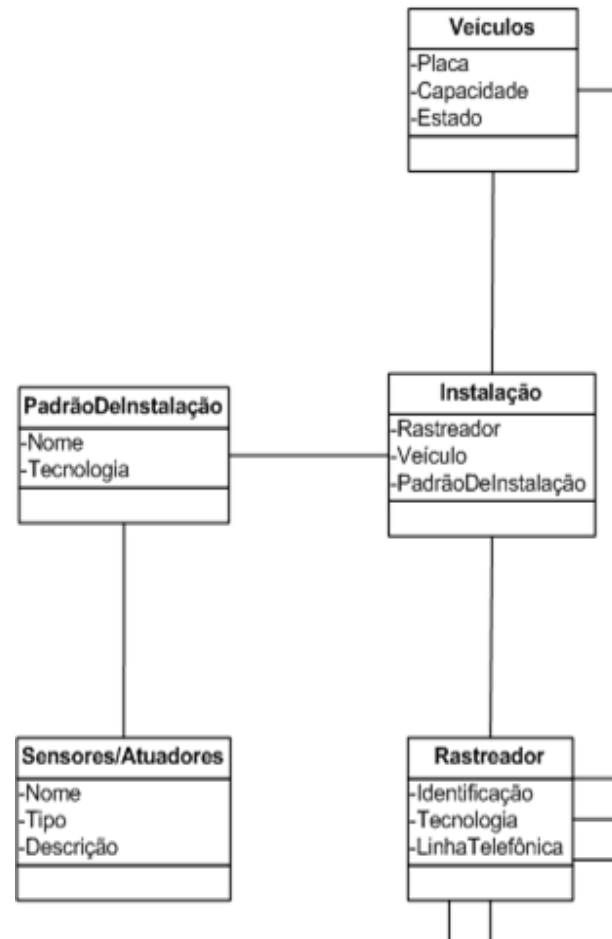 Veículos
-Placa
-Capacidade
-Estado
PadrãoDeInstalação
-Nome
-Tecnologia
Instalação
-Rastreador
-Veículo
-PadrãoDeInstalação
Sensores/Atuadores
-Nome
-Tipo
-Descrição
Rastreador
-Identificação
-Tecnologia
-LinhaTelefônica